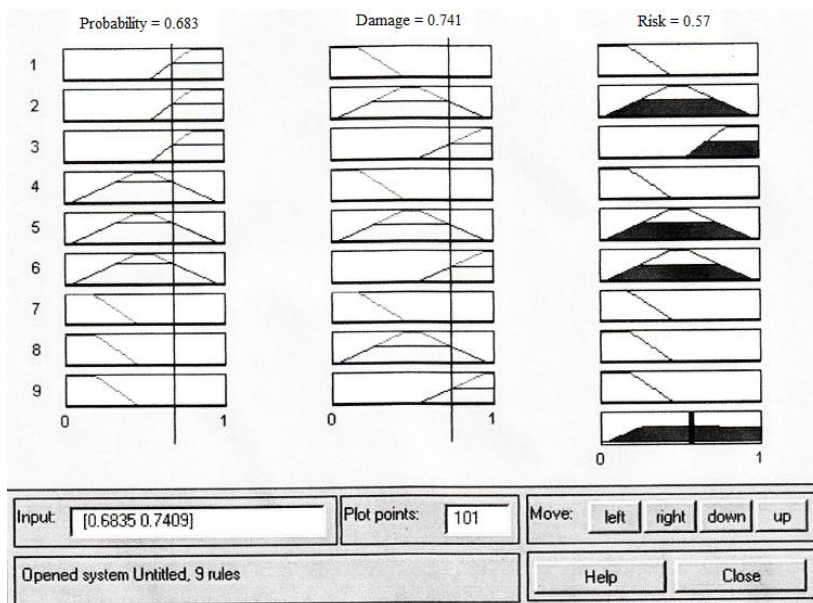 Probability = 0.683 Damage = 0.741 Risk = 0.57
1
2
3
4
5
6
7
8
9
0 1 0 1
0 1
Input: [0.6835 0.7409] Plot points: 101 Move: left right down up
Opened system Untitled, 9 rules Help Close